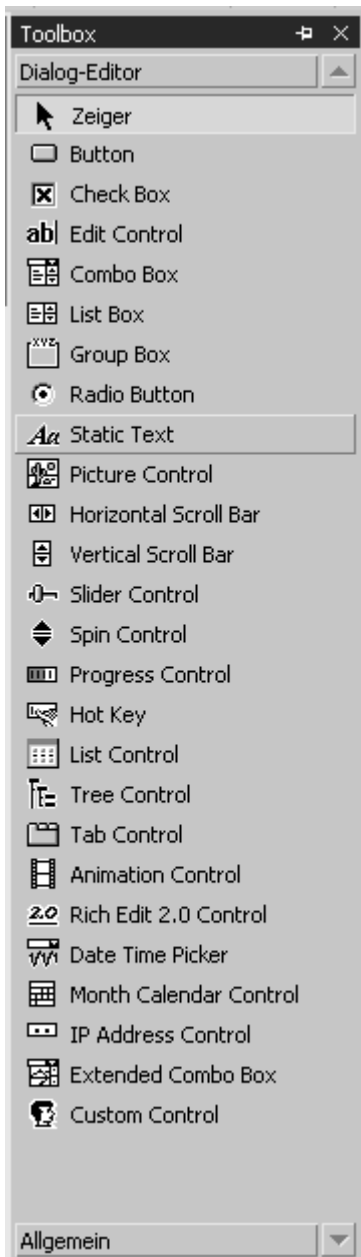 Toolbox
Dialog-Editor
Zeiger
Button
Check Box
ab| Edit Control
Combo Box
List Box
xyz Group Box
Radio Button
Aa Static Text
Picture Control
Horizontal Scroll Bar
Vertical Scroll Bar
Slider Control
Spin Control
Progress Control
Hot Key
List Control
Tree Control
Tab Control
Animation Control
2.0 Rich Edit 2.0 Control
Date Time Picker
Month Calendar Control
IP Address Control
Extended Combo Box
Custom Control
Allgemein